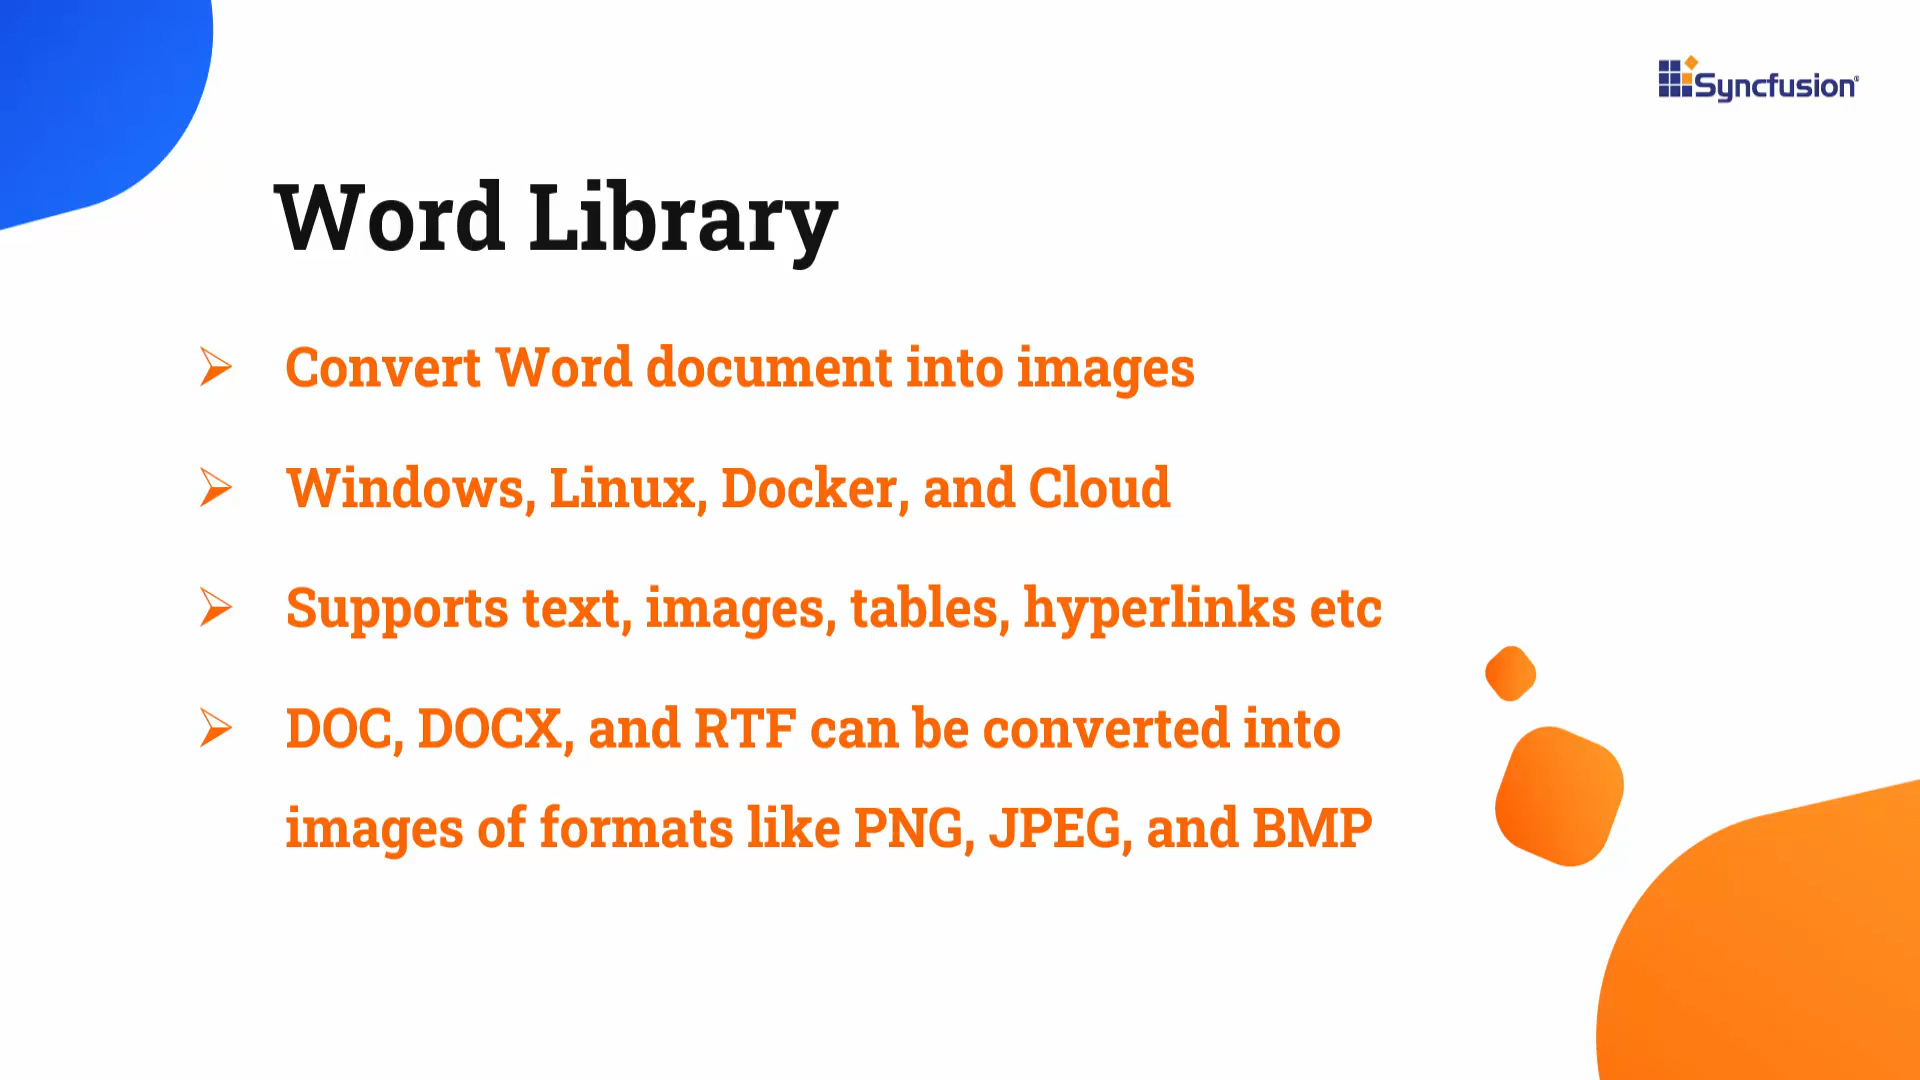 Syncfusion®
Word Library
➢ Convert Word document into images
➢ Windows, Linux, Docker, and Cloud
➢ Supports text, images, tables, hyperlinks etc
➢ DOC, DOCX, and RTF can be converted into
images of formats like PNG, JPEG, and BMP